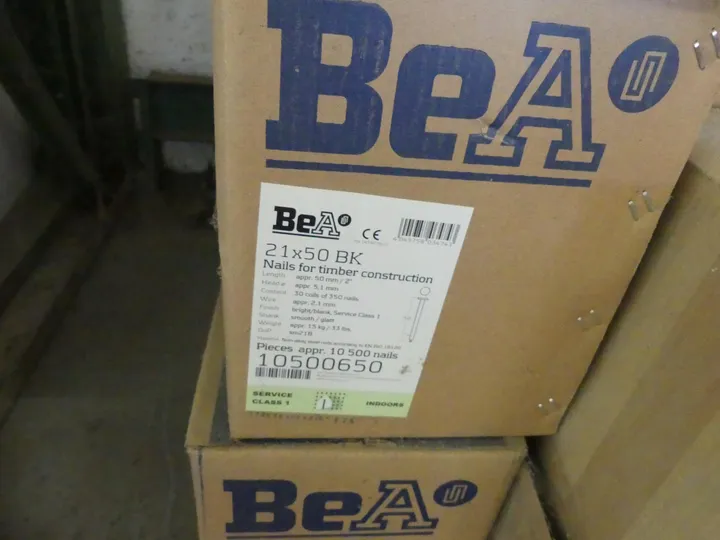 BeA
BeA
CE
21x50 BK
Nails for timber construction
Length appr. 50 mm / 2"
Head ø appr. 5,1 mm
Content 30 coils of 350 nails
Wire appr. 2,1 mm
Finish bright/blank, Service Class 1
Shank smooth / glatt
Weight appr. 15 kg / 33 lbs.
Pieces appr. 10 500 nails
10500650
SERVICE
CLASS 1
1
INDOORS
BeA